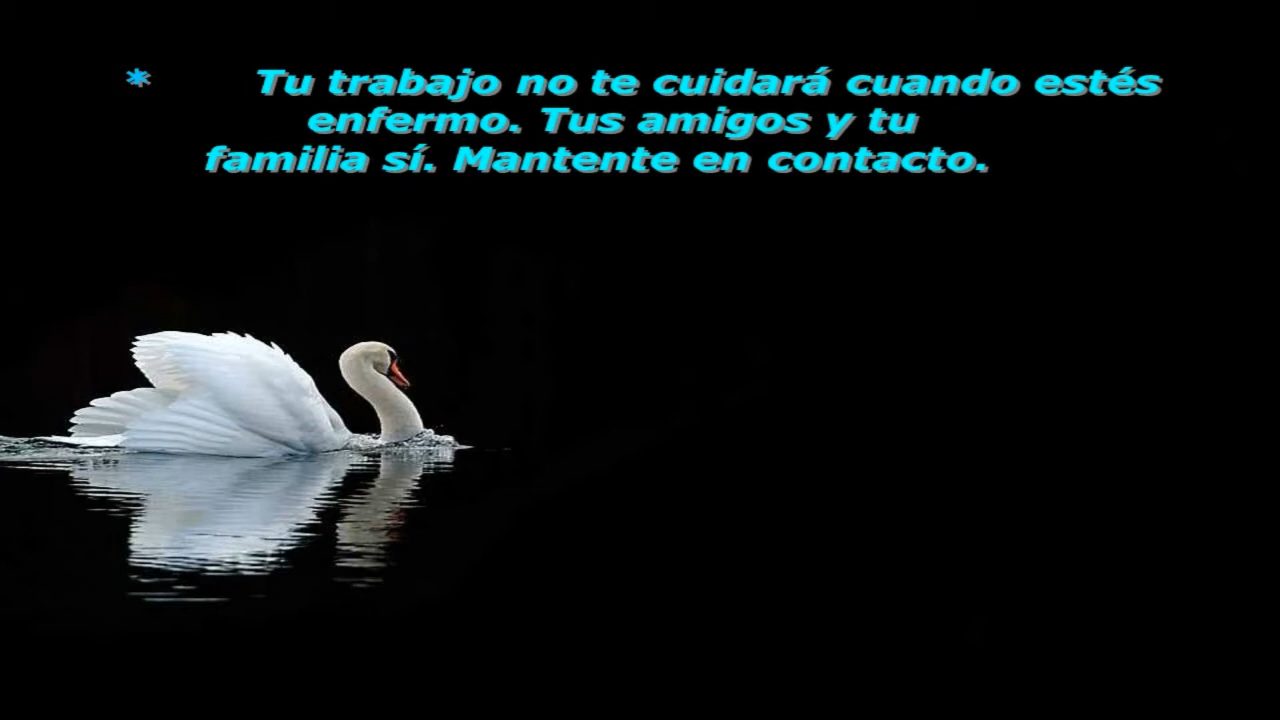 * Tu trabajo no te cuidará cuando estés
enfermo. Tus amigos y tu
familia sí. Mantente en contacto.